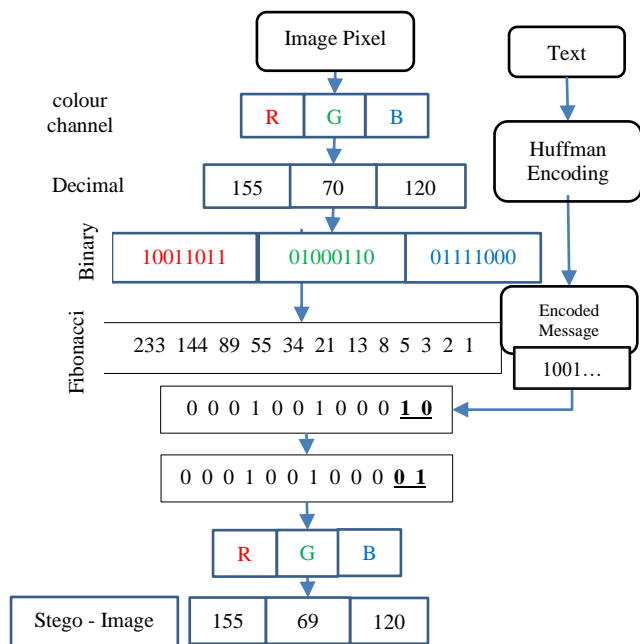 Image Pixel
Text
colour
channel
R G B
Huffman
Encoding
Decimal
155 70 120
Binary
10011011 01000110 01111000
Encoded
Message
1001…
Fibonacci
233 144 89 55 34 21 13 8 5 3 2 1
0 0 0 1 0 0 1 0 0 0 1 0
0 0 0 1 0 0 1 0 0 0 0 1
R G B
Stego - Image
155 69 120